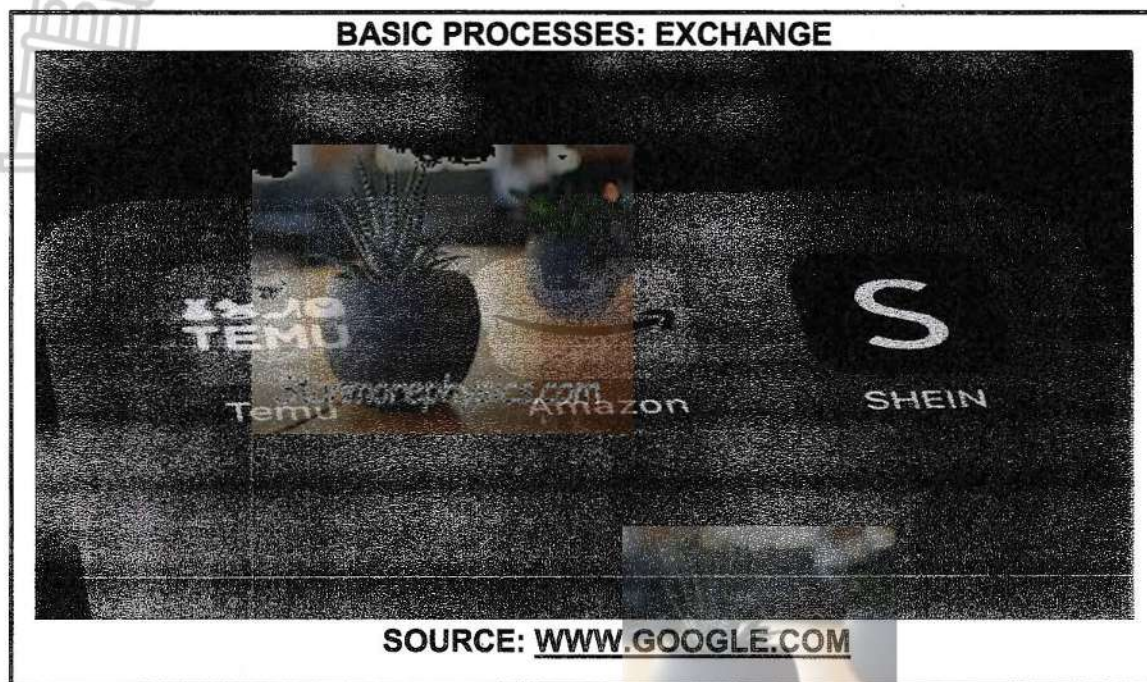 BASIC PROCESSES: EXCHANGE
TEMU
S
Temu
Amazon
SHEIN
SOURCE: WWW.GOOGLE.COM